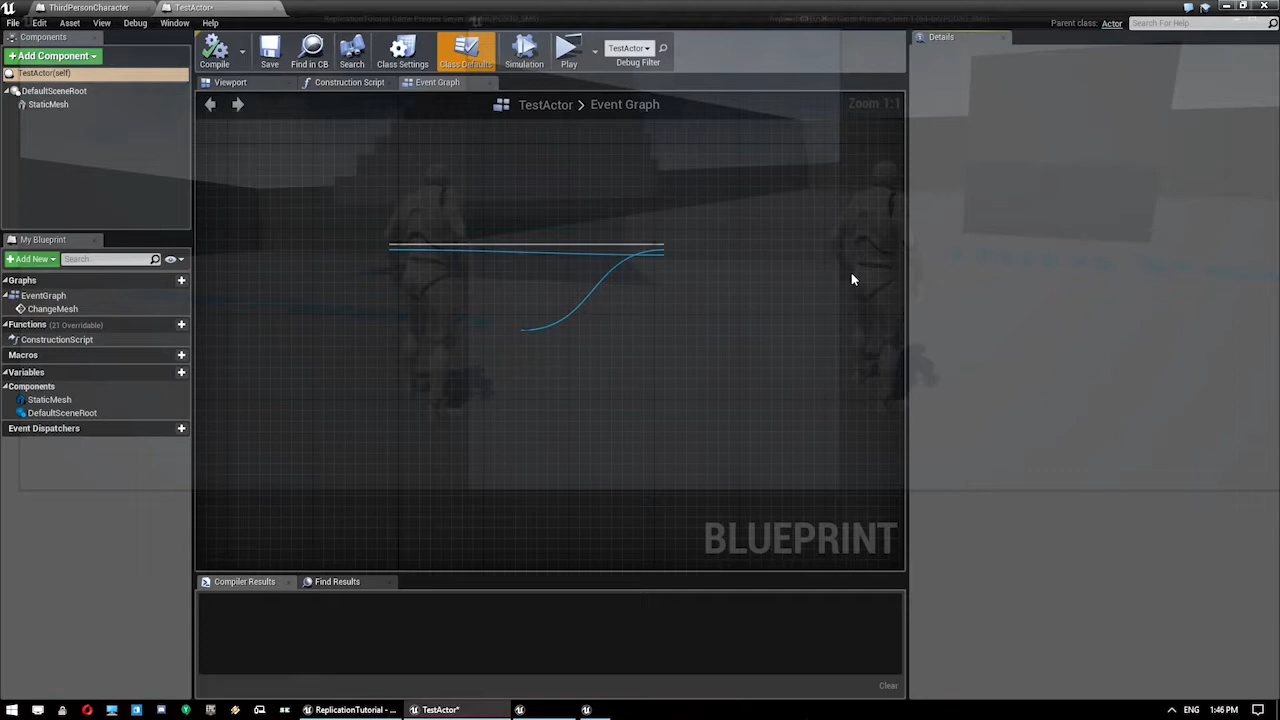 ThirdPersonCharacter
TestActor*
File Edit Asset View Debug Window Help
Parent class: Actor
Search For Help
Components
+Add Component
TestActor(self)
DefaultSceneRoot
StaticMesh
Compile
Save
Find in CB
Search
Class Settings
Class Defaults
Simulation
Play
TestActor
Debug Filter
Details
Viewport
Construction Script
Event Graph
TestActor > Event Graph
Zoom 1:1
My Blueprint
+Add New
Search
Graphs
EventGraph
ChangeMesh
Functions (21 Overridable)
ConstructionScript
Macros
Variables
Components
StaticMesh
DefaultSceneRoot
Event Dispatchers
BLUEPRINT
Compiler Results
Find Results
Clear
ReplicationTutorial - ...
TestActor*
ENG
1:46 PM